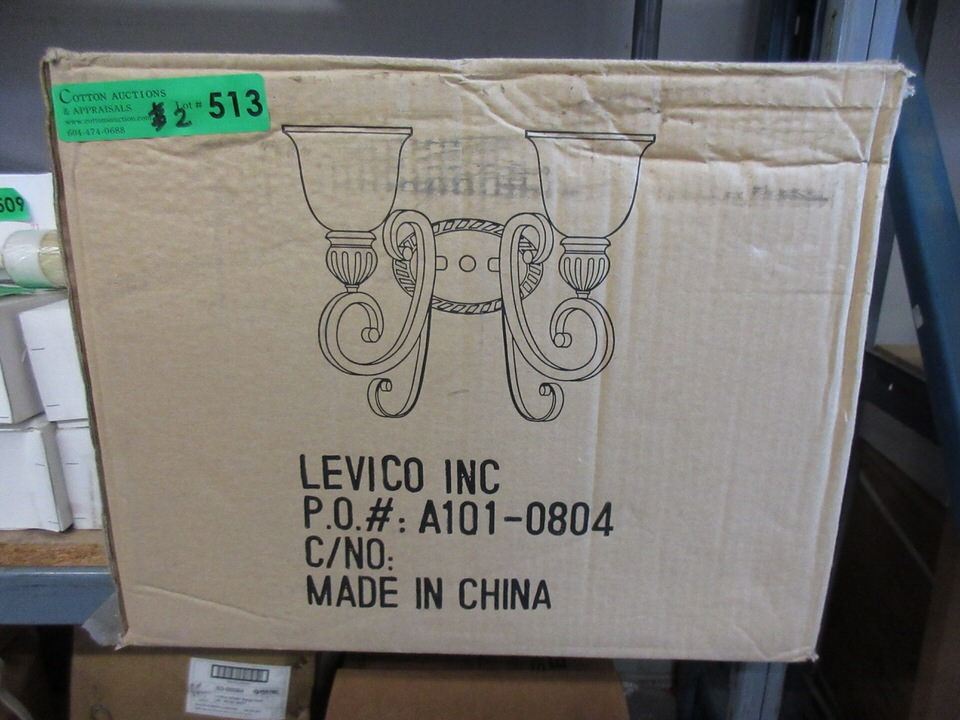 COTTON AUCTIONS
& APPRAISALS Lot # 513
2
604-474-0688
509
LEVICO INC
P.O.#: A101-0804
C/NO:
MADE IN CHINA